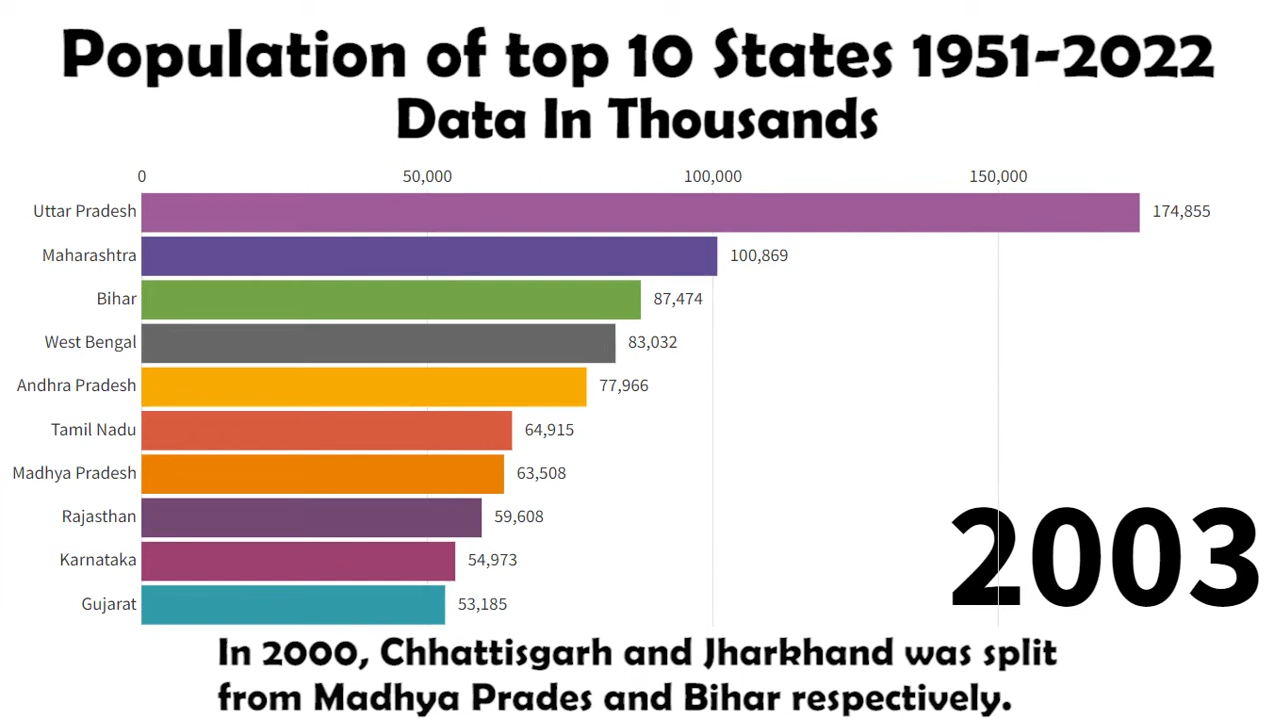 Population of top 10 States 1951-2022
Data In Thousands
0 50,000 100,000 150,000
Uttar Pradesh 174,855
Maharashtra 100,869
Bihar 87,474
West Bengal 83,032
Andhra Pradesh 77,966
Tamil Nadu 64,915
Madhya Pradesh 63,508
Rajasthan 59,608
Karnataka 54,973
Gujarat 53,185
2003
In 2000, Chhattisgarh and Jharkhand was split
from Madhya Prades and Bihar respectively.